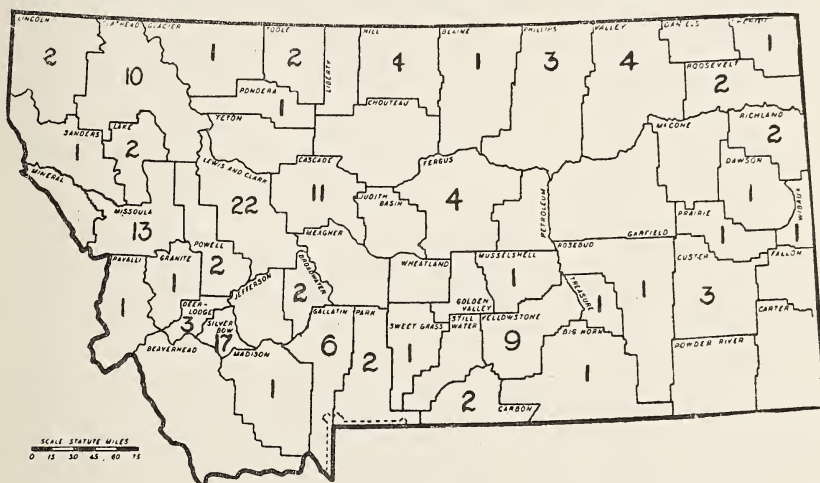 LINCOLN
2
FLATHEAD
10
GLACIER
1
TOOLE
2
LIBERTY
HILL
4
BLAINE
1
PHILLIPS
3
VALLEY
4
DANIELS
1
ROOSEVELT
2
PONDERA
1
TETON
CHOUTEAU
SANDERS
1
LAKE
2
MINERAL
MISSOULA
13
LEWIS AND CLARK
22
CASCADE
11
JUDITH
BASIN
FERGUS
4
PETROLEUM
GARFIELD
McCONE
RICHLAND
2
DAWSON
1
WIBAUX
1
PRAIRIE
1
POWELL
2
GRANITE
1
RAVALLI
1
DEER-
LODGE
3
SILVER
BOW
17
JEFFERSON
BROADWATER
2
MEAGHER
WHEATLAND
GOLDEN
VALLEY
MUSSELSHELL
1
ROSEBUD
1
TREASURE
1
CUSTER
3
FALLON
CARTER
POWDER RIVER
BIG HORN
1
YELLOWSTONE
9
STILL
WATER
SWEET GRASS
1
CARBON
2
PARK
2
GALLATIN
6
MADISON
1
BEAVERHEAD
SCALE STATUTE MILES
0 15 30 45 60 75